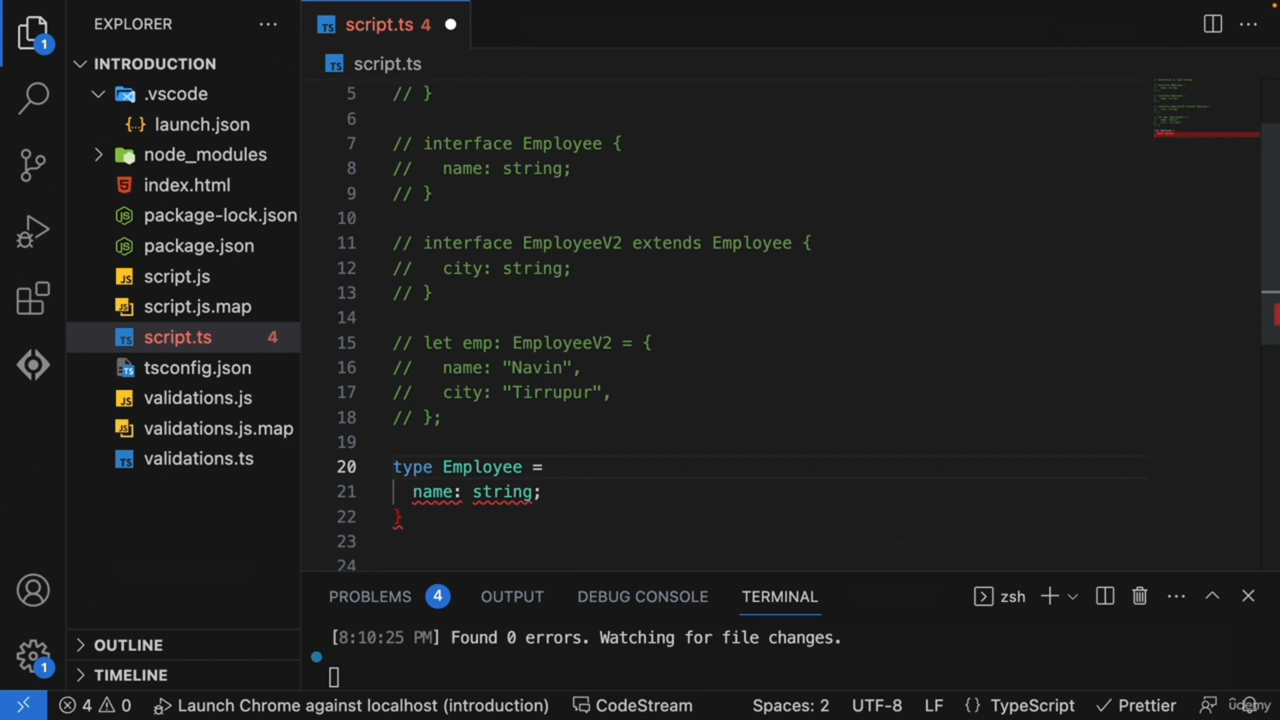 EXPLORER
INTRODUCTION
.vscode
launch.json
node_modules
index.html
package-lock.json
package.json
script.js
script.js.map
script.ts 4
tsconfig.json
validations.js
validations.js.map
validations.ts
OUTLINE
TIMELINE
script.ts 4
script.ts
5 // }
6
7 // interface Employee {
8 // name: string;
9 // }
10
11 // interface EmployeeV2 extends Employee {
12 // city: string;
13 // }
14
15 // let emp: EmployeeV2 = {
16 // name: "Navin",
17 // city: "Tirrupur",
18 // };
19
20 type Employee =
21 name: string;
22 }
23
24
PROBLEMS 4 OUTPUT DEBUG CONSOLE TERMINAL zsh
[8:10:25 PM] Found 0 errors. Watching for file changes.
4 0 Launch Chrome against localhost (introduction) CodeStream Spaces: 2 UTF-8 LF {} TypeScript Prettier
udemy